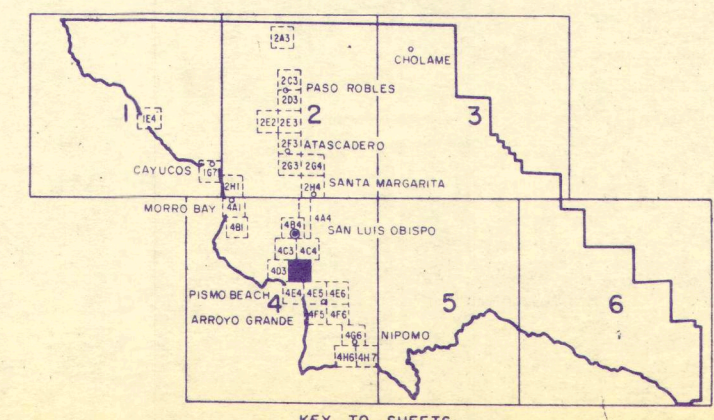 2A3
CHOLAME
2C3
PASO ROBLES
2D3
1
1E4
2E2 2E3
2
3
2F3
ATASCADERO
CAYUCOS
1G7
2G3 2G4
2H1
2H4
SANTA MARGARITA
MORRO BAY
4A1
4A4
4B1
4B4
SAN LUIS OBISPO
4C3 4C4
4D3
PISMO BEACH
4E4 4E5 4E6
4
5
6
ARROYO GRANDE
4F5 4F6
4G6
NIPOMO
4H6 4H7
KEY TO SHEETS